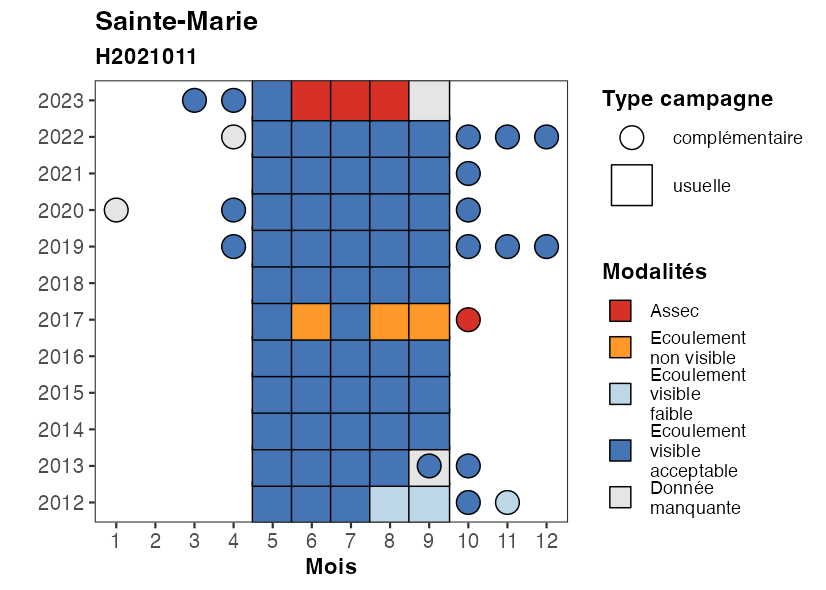 Sainte-Marie
H2021011
2023
2022
2021
2020
2019
2018
2017
2016
2015
2014
2013
2012
1 2 3 4 5 6 7 8 9 10 11 12
Mois
Type campagne
complémentaire
usuelle
Modalités
Assec
Ecoulement
non visible
Ecoulement
visible
faible
Ecoulement
visible
acceptable
Donnée
manquante